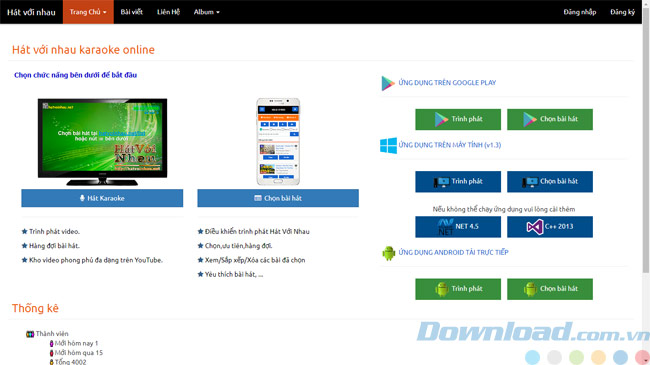 Hát với nhau Trang Chủ Bài viết Liên Hệ Album Đăng nhập Đăng ký
Hát với nhau karaoke online
Chọn chức năng bên dưới để bắt đầu
Chọn bài hát tại
hoặc nút ở bên dưới
Hát Với Nhau
Hát Karaoke
Chọn bài hát
Trình phát video.
Hàng đợi bài hát.
Kho video phong phú đa dạng trên YouTube.
Điều khiển trình phát Hát Với Nhau
Chọn,ưu tiên,hàng đợi.
Xem/Sắp xếp/Xóa các bài đã chọn
Yêu thích bài hát, ...
ỨNG DỤNG TRÊN GOOGLE PLAY
Trình phát Chọn bài hát
ỨNG DỤNG TRÊN MÁY TÍNH (v1.3)
Trình phát Chọn bài hát
Nếu không thể chạy ứng dụng vui lòng cài thêm
NET 4.5 C++ 2013
ỨNG DỤNG ANDROID TẢI TRỰC TIẾP
Trình phát Chọn bài hát
Thống kê
Thành viên
Mới hôm nay 1
Mới hôm qua 15
Tổng 4002
Download.com.vn